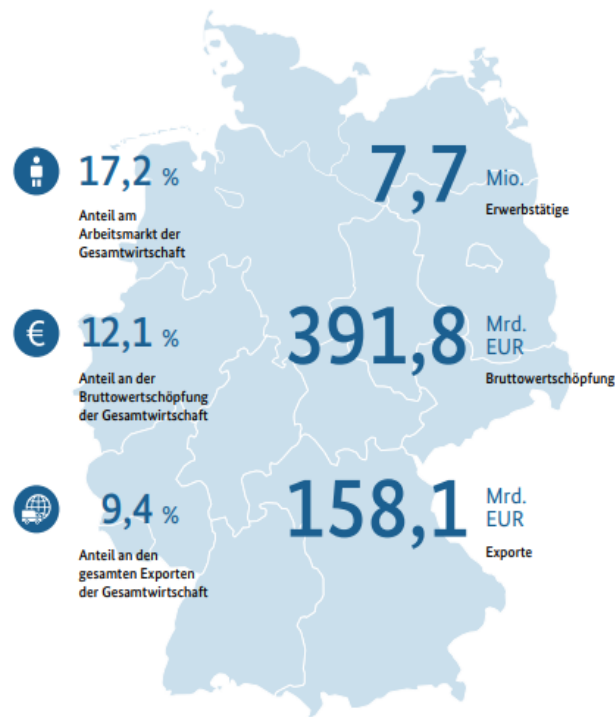 17,2 %
Anteil am
Arbeitsmarkt der
Gesamtwirtschaft
7,7 Mio.
Erwerbstätige
€
12,1 %
Anteil an der
Bruttowertschöpfung
der Gesamtwirtschaft
391,8 Mrd.
EUR
Bruttowertschöpfung
9,4 %
Anteil an den
gesamten Exporten
der Gesamtwirtschaft
158,1 Mrd.
EUR
Exporte